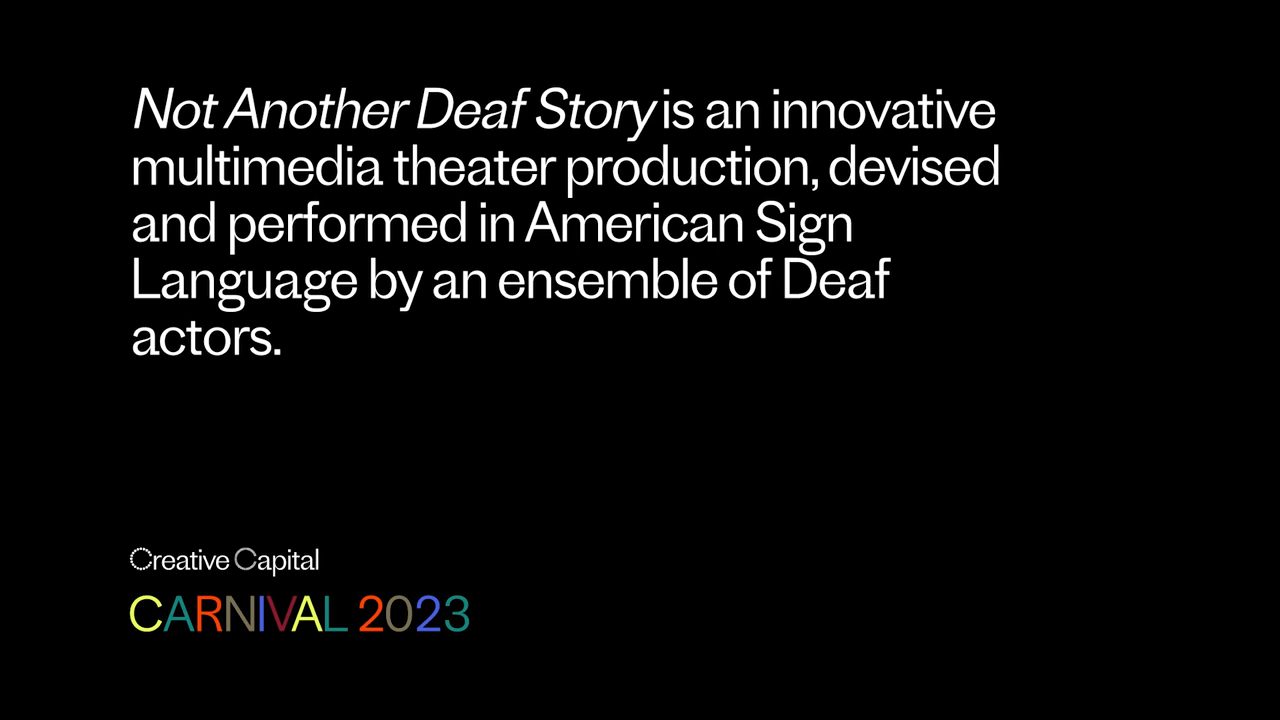 Not Another Deaf Story is an innovative
multimedia theater production, devised
and performed in American Sign
Language by an ensemble of Deaf
actors.
Creative Capital
CARNIVAL 2023